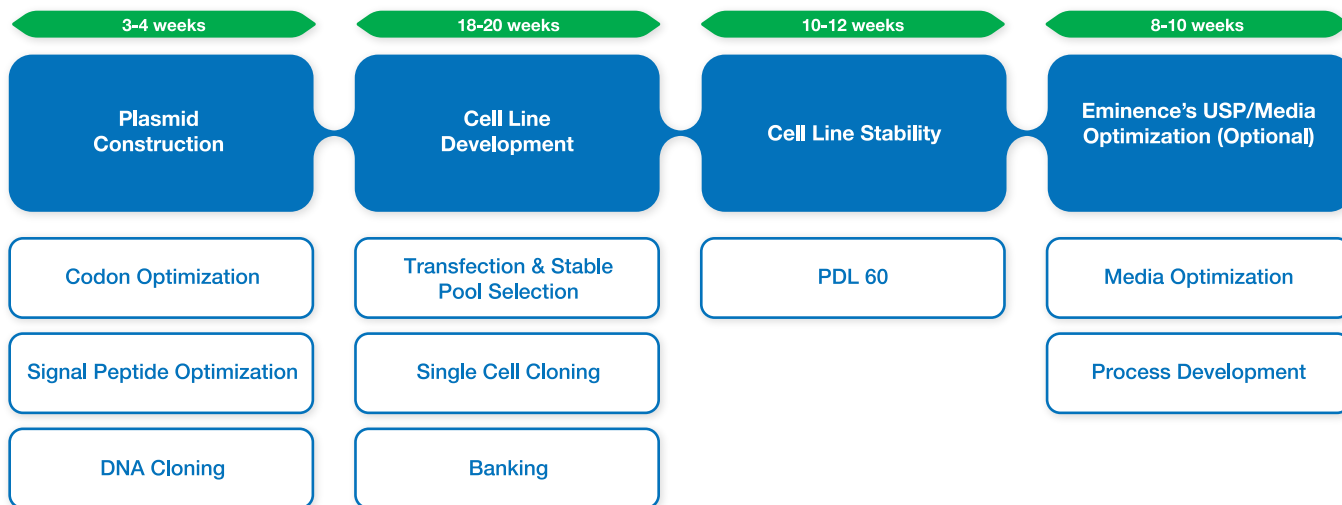 3-4 weeks
18-20 weeks
10-12 weeks
8-10 weeks
Plasmid
Construction
Cell Line
Development
Cell Line Stability
Eminence's USP/Media
Optimization (Optional)
Codon Optimization
Transfection & Stable
Pool Selection
PDL 60
Media Optimization
Signal Peptide Optimization
Single Cell Cloning
Process Development
DNA Cloning
Banking